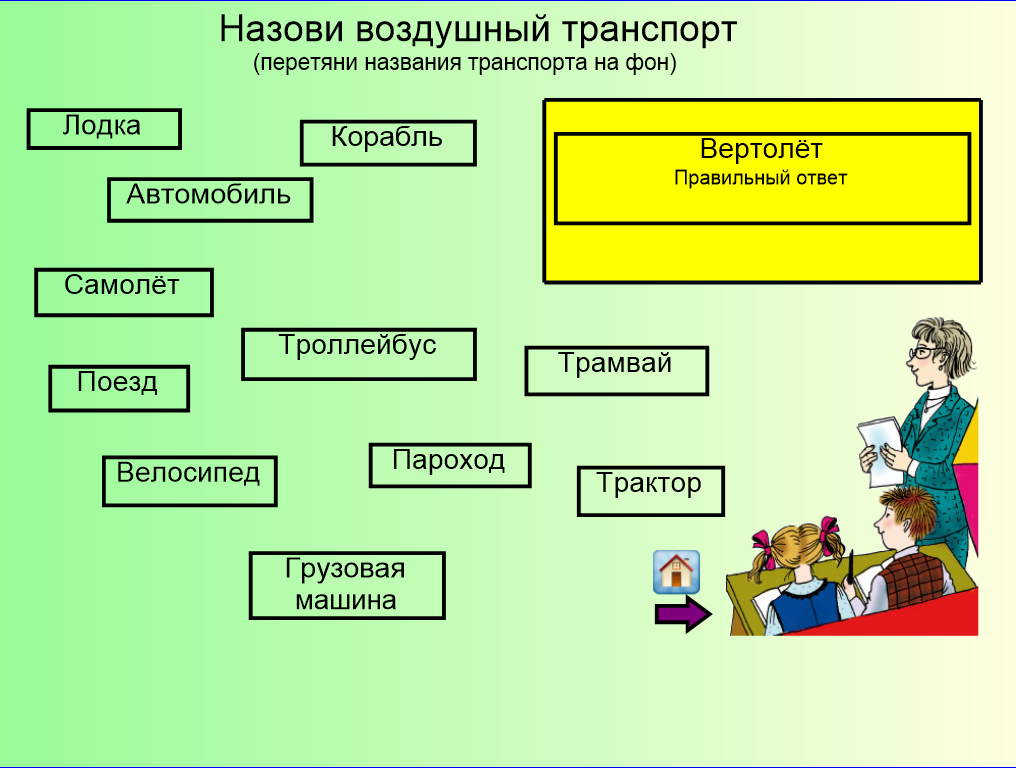 Назови воздушный транспорт
(перетяни названия транспорта на фон)
Лодка
Корабль
Вертолёт
Правильный ответ
Автомобиль
Самолёт
Троллейбус
Трамвай
Поезд
Велосипед
Пароход
Трактор
Грузовая
машина